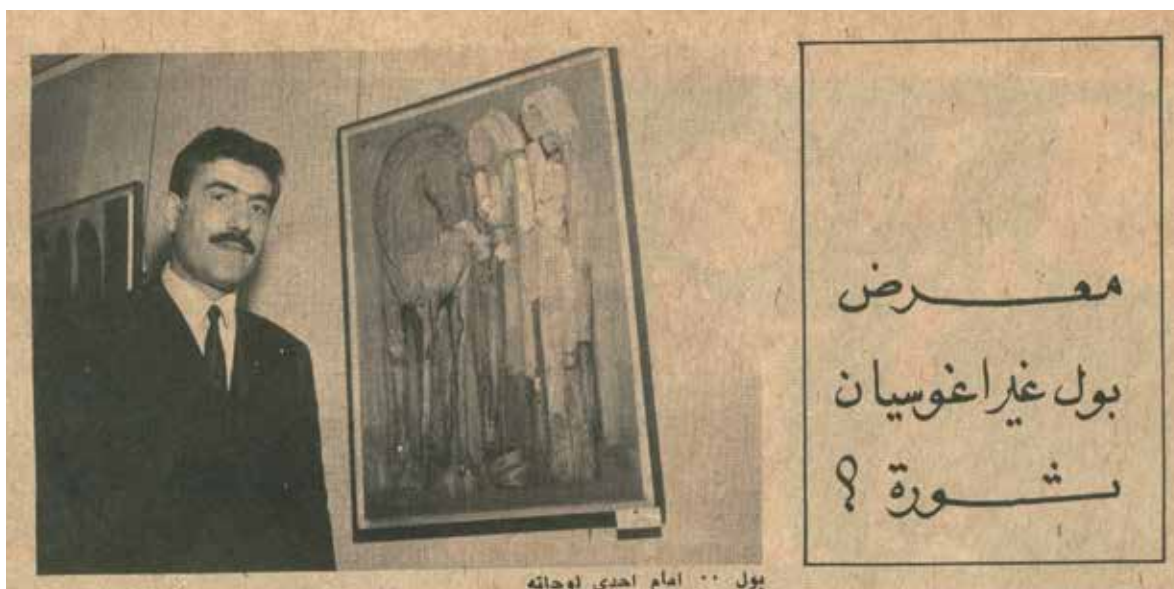 معرض
بول غيراغوسيان
ثورة ؟
بول .. امام احدى لوحاته